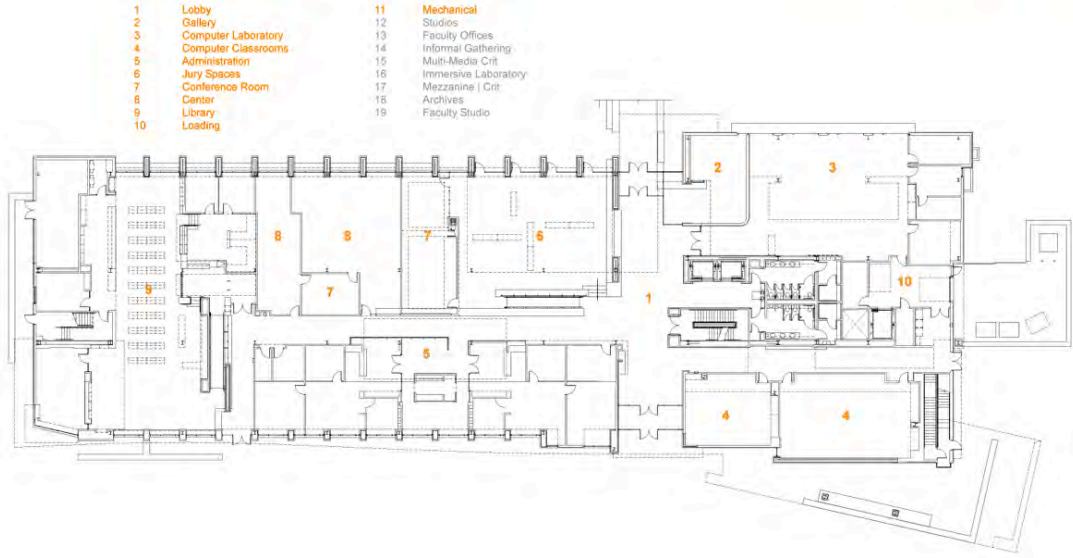 1 Lobby
2 Gallery
3 Computer Laboratory
4 Computer Classrooms
5 Administration
6 Jury Spaces
7 Conference Room
8 Center
9 Library
10 Loading
11 Mechanical
12 Studios
13 Faculty Offices
14 Informal Gathering
15 Multi-Media Crit
16 Immersive Laboratory
17 Mezzanine | Crit
18 Archives
19 Faculty Studio
2
3
8
8
7
6
7
9
10
1
5
4
4